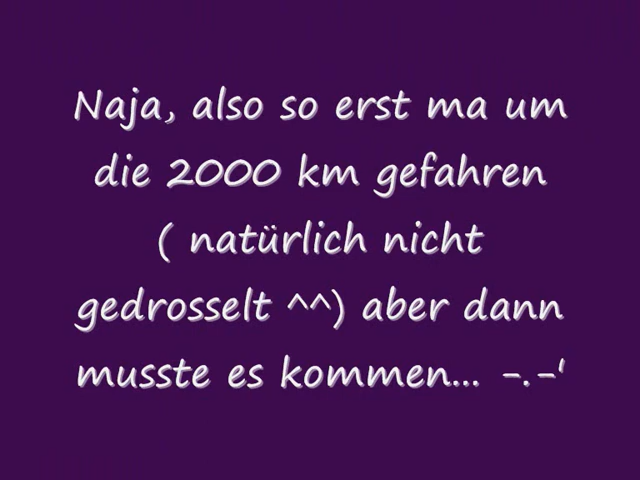 Naja, also so erst ma um
die 2000 km gefahren
( natürlich nicht
gedrosselt ^^) aber dann
musste es kommen... -.-'